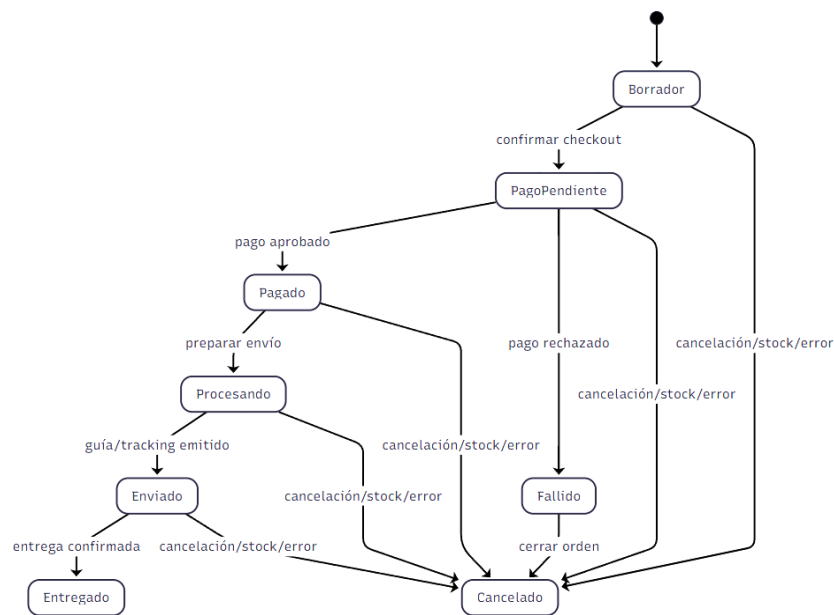 Borrador
confirmar checkout
PagoPendiente
pago aprobado
Pagado
preparar envío
pago rechazado
cancelación/stock/error
Procesando
cancelación/stock/error
guía/tracking emitido
cancelación/stock/error
Enviado
cancelación/stock/error
Fallido
entrega confirmada
cancelación/stock/error
cerrar orden
Entregado
Cancelado